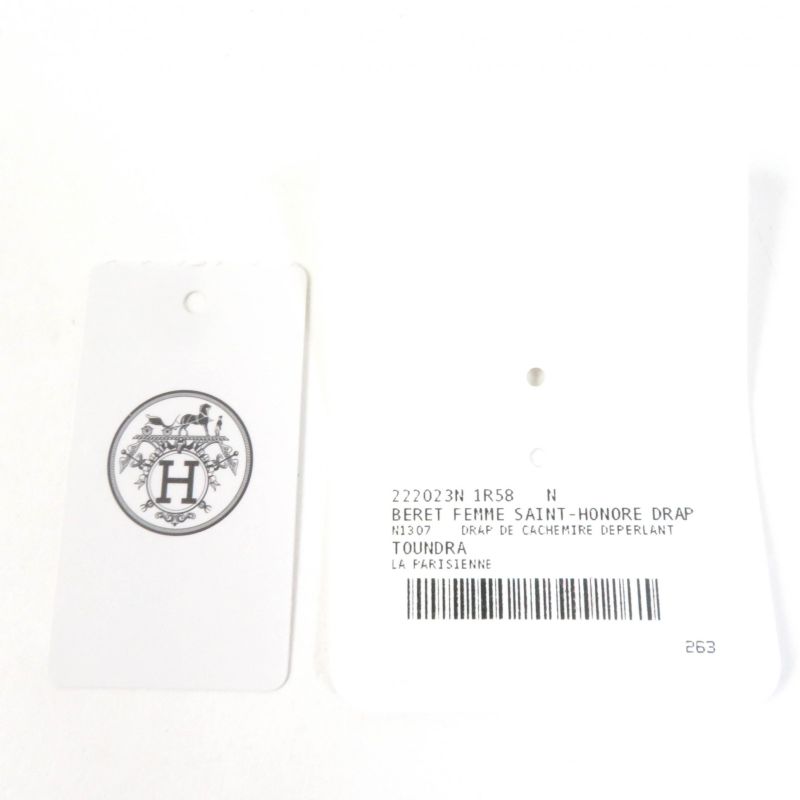 H
222023N 1R58 N
BERET FEMME SAINT-HONORE DRAP
N1307 DRAP DE CACHEMIRE DEPERLANT
TOUNDRA
LA PARISIENNE
263